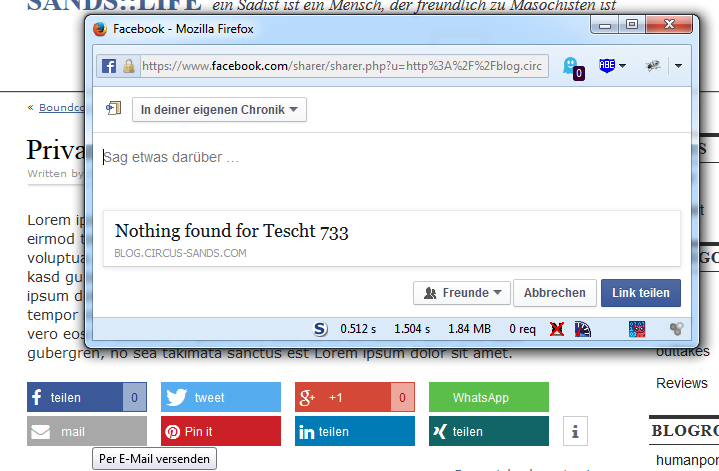 SANDS::LIFE ein Sadist ist ein Mensch, der freundlich zu Masochisten ist
Facebook - Mozilla Firefox
https://www.facebook.com/sharer/sharer.php?u=http%3A%2F%2Fblog.circ
0
ABE
« Boundco
In deiner eigenen Chronik
Priva
Written by
Sag etwas darüber ...
S
Lorem ip
eirmod t
voluptua
kasd gu
ipsum d
tempor
vero eos
gubergren, no sea takimata sanctus est Lorem ipsum dolor sit amet.
Nothing found for Tescht 733
BLOG.CIRCUS-SANDS.COM
GO
Freunde
Abbrechen
Link teilen
S 0.512 s 1.504 s 1.84 MB 0 req
outtakes
Reviews
f teilen 0
tweet
g+ +1 0
WhatsApp
mail
Pin it
in teilen
teilen
i
BLOGRO
Per E-Mail versenden
humanpor